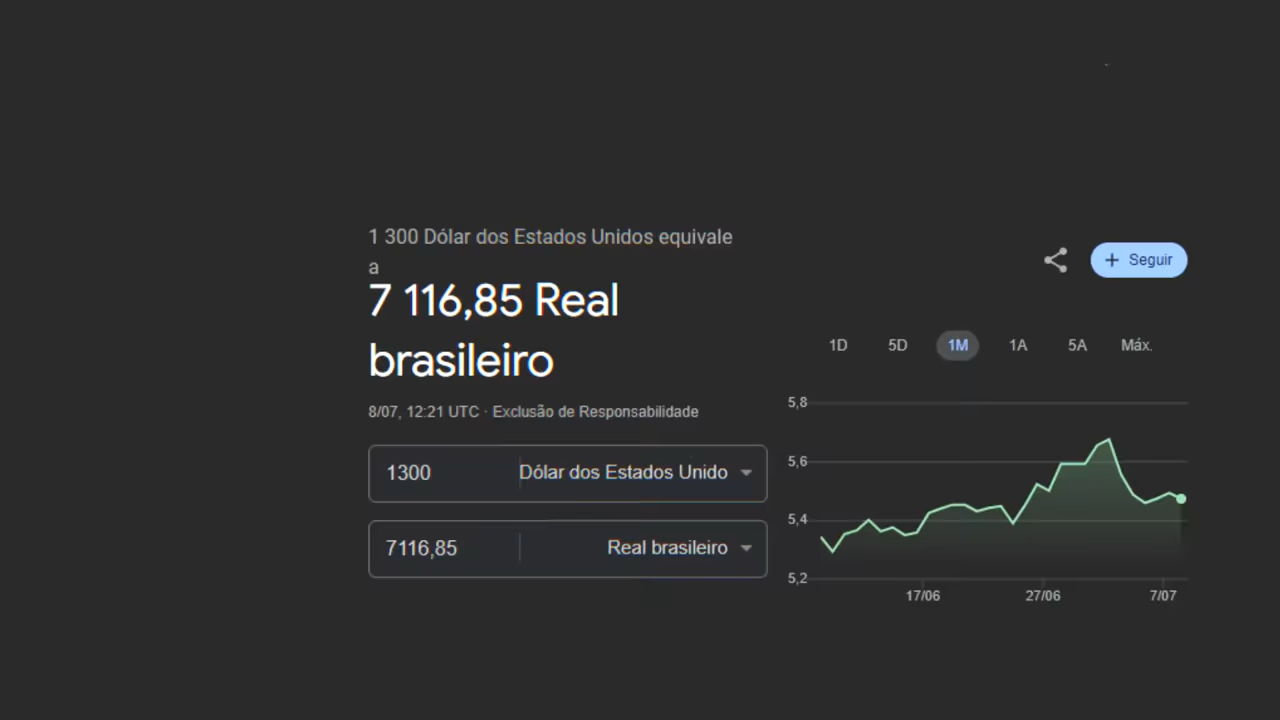 1 300 Dólar dos Estados Unidos equivale
a
7 116,85 Real
brasileiro
8/07, 12:21 UTC · Exclusão de Responsabilidade
1300 Dólar dos Estados Unido
7116,85 Real brasileiro
+ Seguir
1D 5D 1M 1A 5A Máx.
5,8
5,6
5,4
5,2
17/06 27/06 7/07